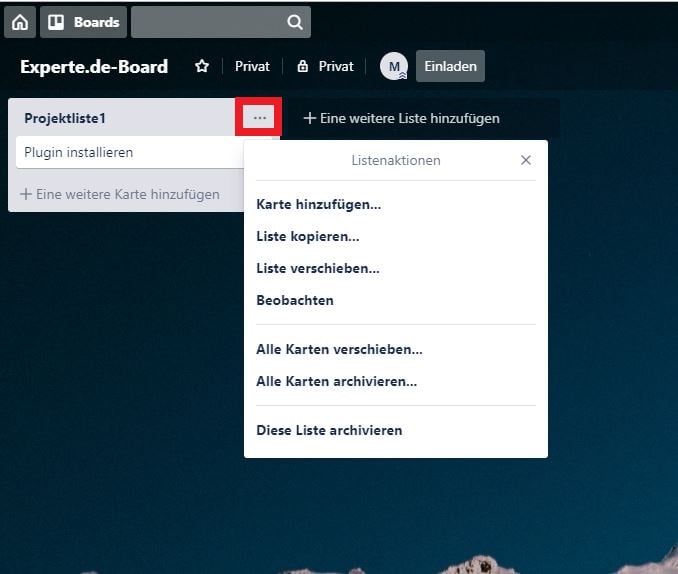 Boards
Experte.de-Board Privat Privat M Einladen
Projektliste1 ... + Eine weitere Liste hinzufügen
Plugin installieren
+ Eine weitere Karte hinzufügen
Listenaktionen
Karte hinzufügen...
Liste kopieren...
Liste verschieben...
Beobachten
Alle Karten verschieben...
Alle Karten archivieren...
Diese Liste archivieren